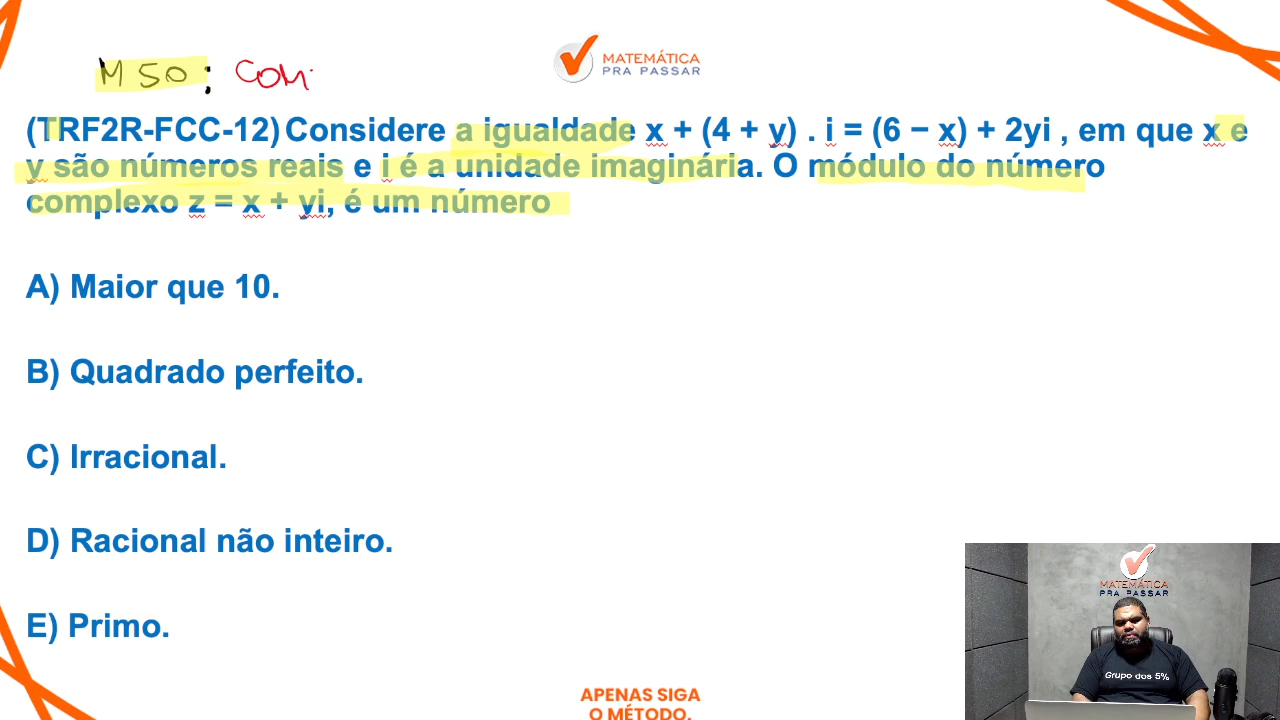 M50; COM
MATEMÁTICA
PRA PASSAR
(TRF2R-FCC-12) Considere a igualdade x + (4 + y) . i = (6 − x) + 2yi , em que x e
y são números reais e i é a unidade imaginária. O módulo do número
complexo z = x + yi, é um número
A) Maior que 10.
B) Quadrado perfeito.
C) Irracional.
D) Racional não inteiro.
E) Primo.
MATEMÁTICA
PRA PASSAR
Grupo dos 5%
APENAS SIGA
O MÉTODO.